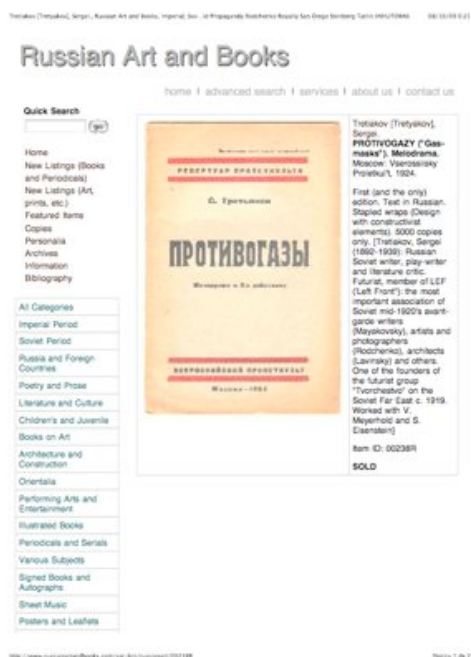 Russian Art and Books
home | advanced search | services | about us | contact us
Quick Search
go
Home
New Listings (Books
and Periodicals)
New Listings (Art,
prints, etc.)
Featured Items
Copies
Personalia
Archives
Information
Bibliography
All Categories
Imperial Period
Soviet Period
Russia and Foreign
Countries
Poetry and Prose
Literature and Culture
Children's and Juvenile
Books on Art
Architecture and
Construction
Orientalia
Performing Arts and
Entertainment
Illustrated Books
Periodicals and Serials
Various Subjects
Signed Books and
Autographs
Sheet Music
Posters and Leaflets
РЕПЕРТУАР ПРОЛЕТКУЛЬТА
С. Третьяков
ПРОТИВОГАЗЫ
Мелодрама
ВСЕРОССИЙСКИЙ ПРОЛЕТКУЛЬТ
Москва—1924
Tretiakov [Tretyakov],
Sergei.
PROTIVOGAZY ("Gas-
masks"). Melodrama.
Moscow: Vserossiisky
Proletkul't, 1924.
First (and the only)
edition. Text in Russian.
Stapled wraps (Design
with constructivist
elements). 5000 copies
only. [Tretiakov, Sergei
(1892-1939): Russian
Soviet writer, play-writer
and literature critic.
Futurist, member of LEF
("Left Front"): the most
important association of
Soviet mid-1920's avant-
garde writers
(Mayakovsky), artists and
photographers
(Rodchenko), architects
(Lavinsky) and others.
One of the founders of
the futurist group
"Tvorchestvo" on the
Soviet Far East c. 1919.
Worked with V.
Meyerhold and S.
Eisenstein]
Item ID: 00238R
SOLD